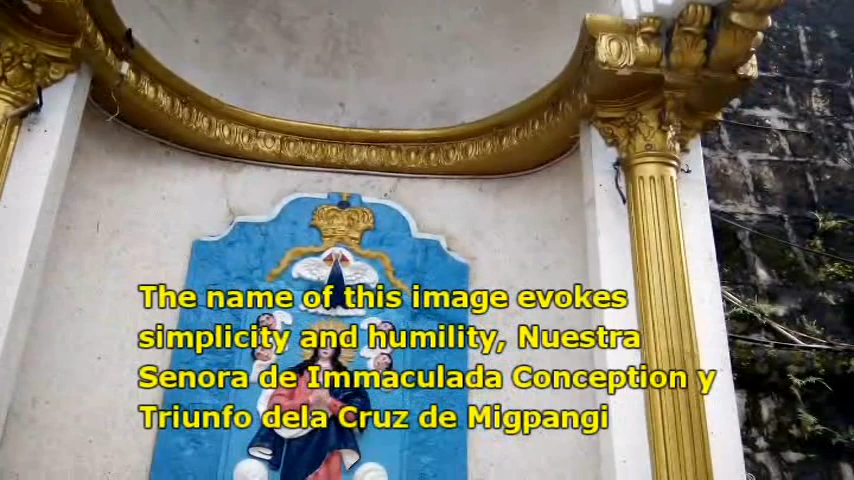 The name of this image evokes
simplicity and humility, Nuestra
Senora de Immaculada Conception y
Triunfo dela Cruz de Migpangi